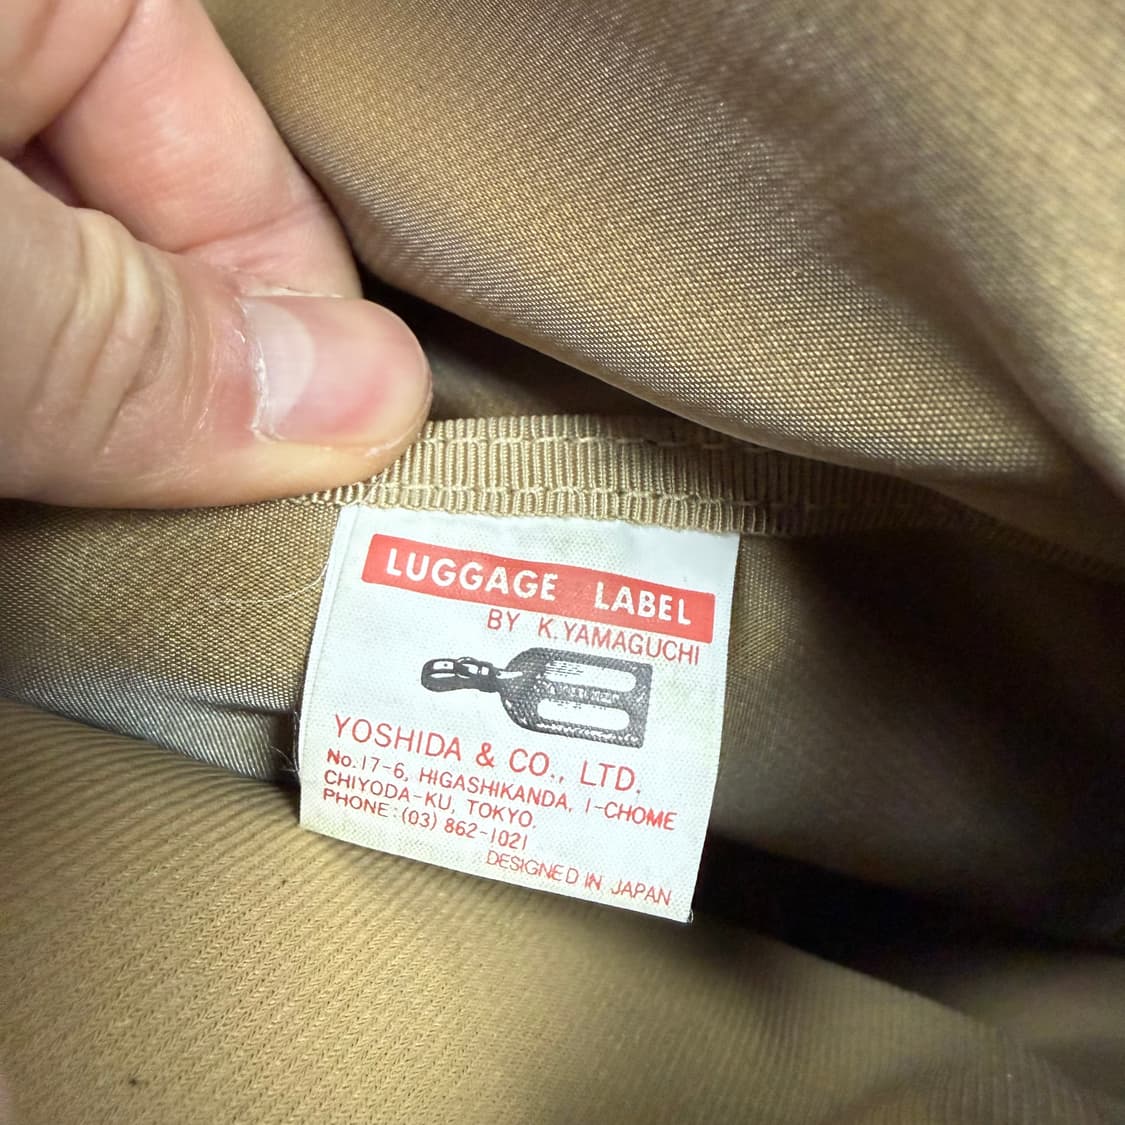 LUGGAGE LABEL
BY K.YAMAGUCHI
YOSHIDA & CO., LTD.
No.17-6, HIGASHIKANDA, 1-CHOME
CHIYODA-KU, TOKYO.
PHONE:(03) 862-1021
DESIGNED IN JAPAN